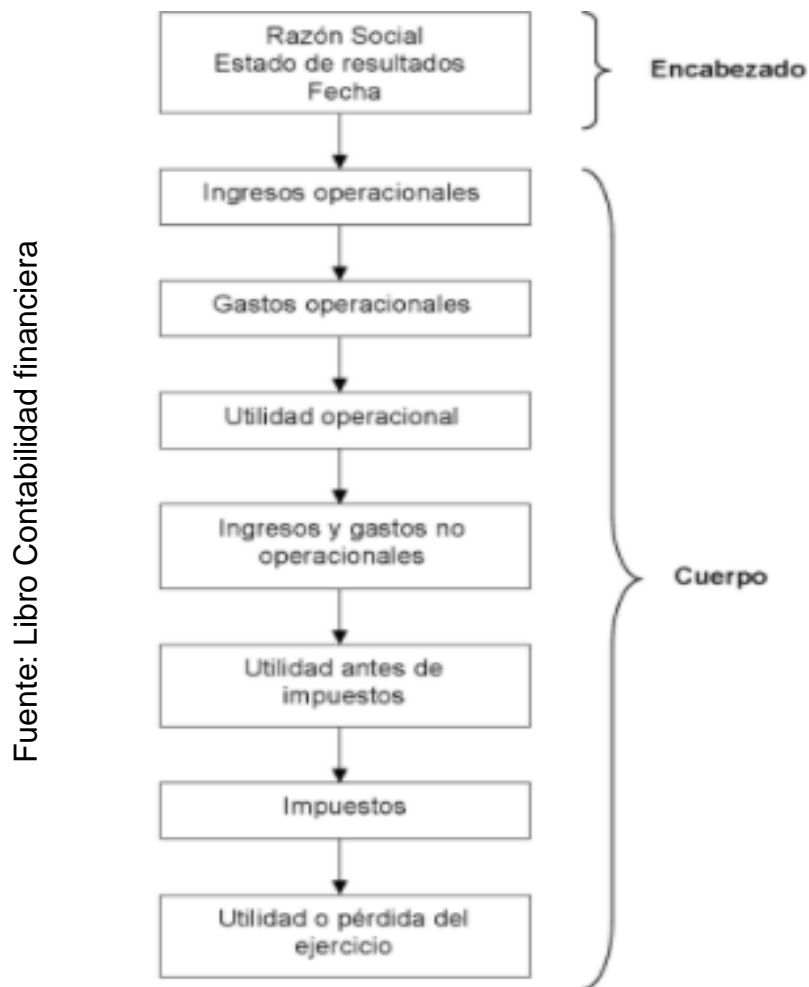 Razón Social
Estado de resultados
Fecha
Encabezado
Ingresos operacionales
Gastos operacionales
Utilidad operacional
Ingresos y gastos no
operacionales
Cuerpo
Utilidad antes de
impuestos
Impuestos
Utilidad o pérdida del
ejercicio
Fuente: Libro Contabilidad financiera